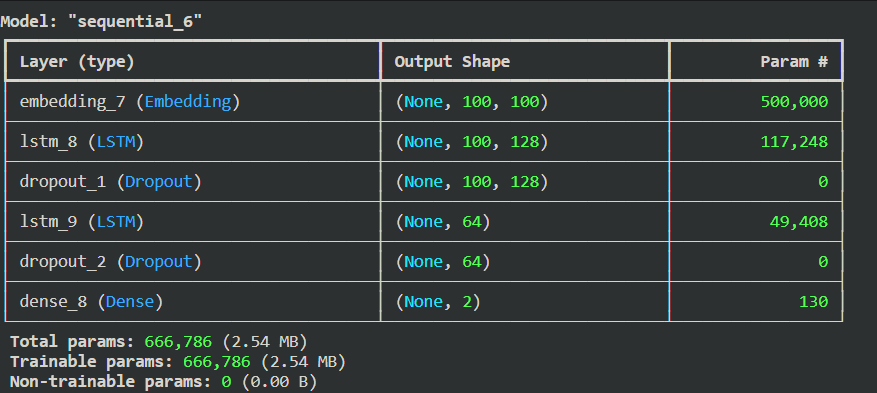 Model: "sequential_6"
Layer (type) Output Shape Param #
embedding_7 (Embedding) (None, 100, 100) 500,000
lstm_8 (LSTM) (None, 100, 128) 117,248
dropout_1 (Dropout) (None, 100, 128) 0
lstm_9 (LSTM) (None, 64) 49,408
dropout_2 (Dropout) (None, 64) 0
dense_8 (Dense) (None, 2) 130
Total params: 666,786 (2.54 MB)
Trainable params: 666,786 (2.54 MB)
Non-trainable params: 0 (0.00 B)